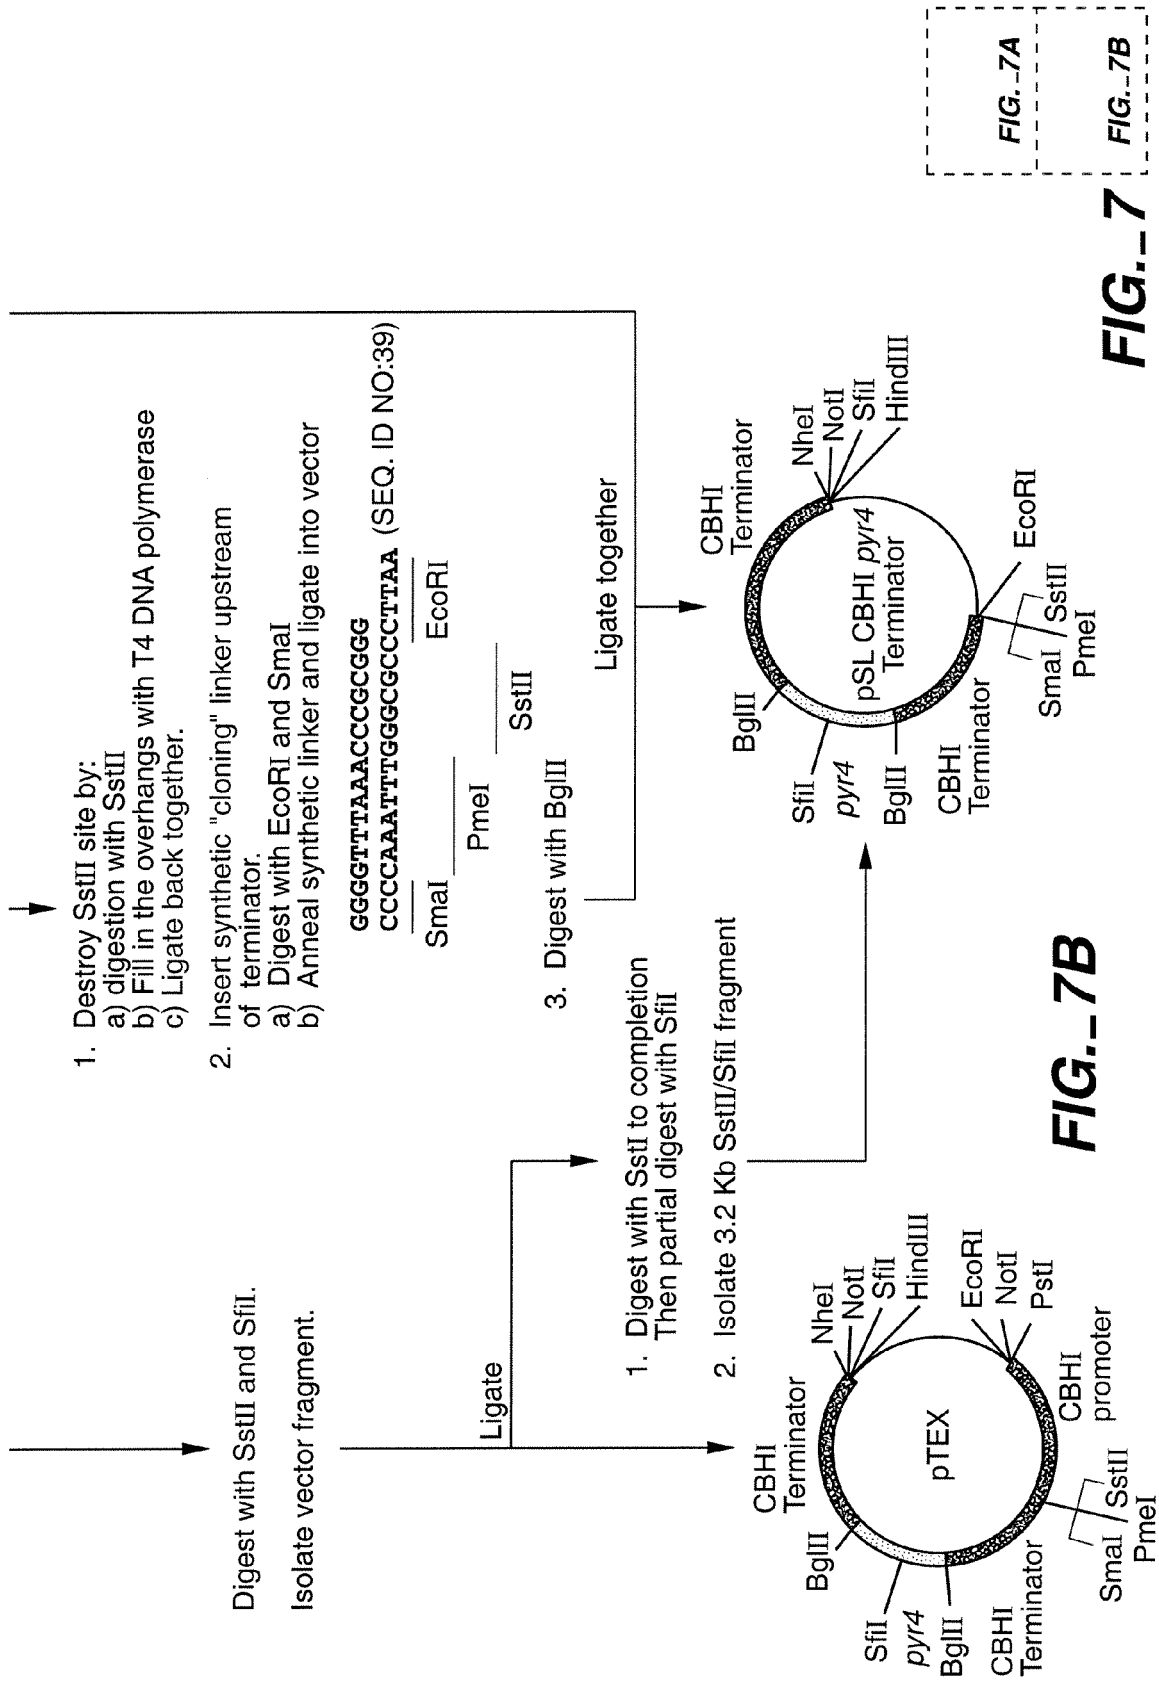 Digest with SstII and SfiI.
Isolate vector fragment.
Ligate
1. Destroy SstII site by:
a) digestion with SstII
b) Fill in the overhangs with T4 DNA polymerase
c) Ligate back together.
2. Insert synthetic "cloning" linker upstream
of terminator.
a) Digest with EcoRI and SmaI
b) Anneal synthetic linker and ligate into vector
GGGGTTTAAACCCGCGGG
CCCCAAATTTGGGCGCCCTTAA (SEQ. ID NO:39)
SmaI
EcoRI
PmeI
SstII
3. Digest with BglII
Ligate together
1. Digest with SstI to completion
Then partial digest with SfiI
2. Isolate 3.2 Kb SstII/SfiI fragment
CBHI
Terminator
NheI
NotI
SfiI
HindIII
EcoRI
NotI
PstI
CBHI
promoter
SstII
SmaI
PmeI
CBHI
Terminator
BglII
pyr4
SfiI
BglII
pTEX
CBHI
Terminator
NheI
NotI
SfiI
HindIII
EcoRI
SstII
SmaI
PmeI
CBHI
Terminator
BglII
pyr4
SfiI
BglII
pSL CBHI pyr4
Terminator
FIG._7B
FIG._7
FIG._7A
FIG._7B